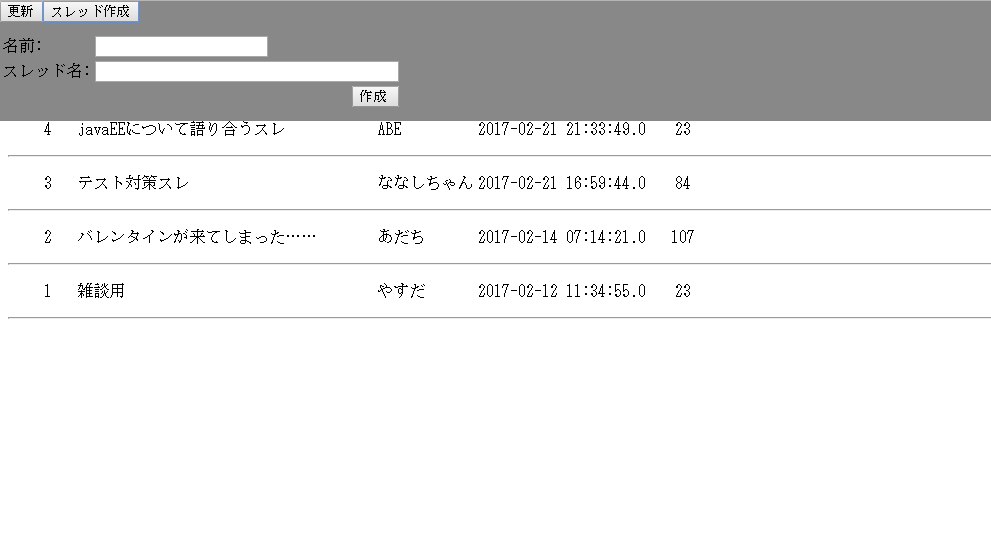 更新 スレッド作成
名前:
スレッド名:
作成
4 javaEEについて語り合うスレ ABE 2017-02-21 21:33:49.0 23
3 テスト対策スレ ななしちゃん 2017-02-21 16:59:44.0 84
2 バレンタインが来てしまった…… あだち 2017-02-14 07:14:21.0 107
1 雑談用 やすだ 2017-02-12 11:34:55.0 23